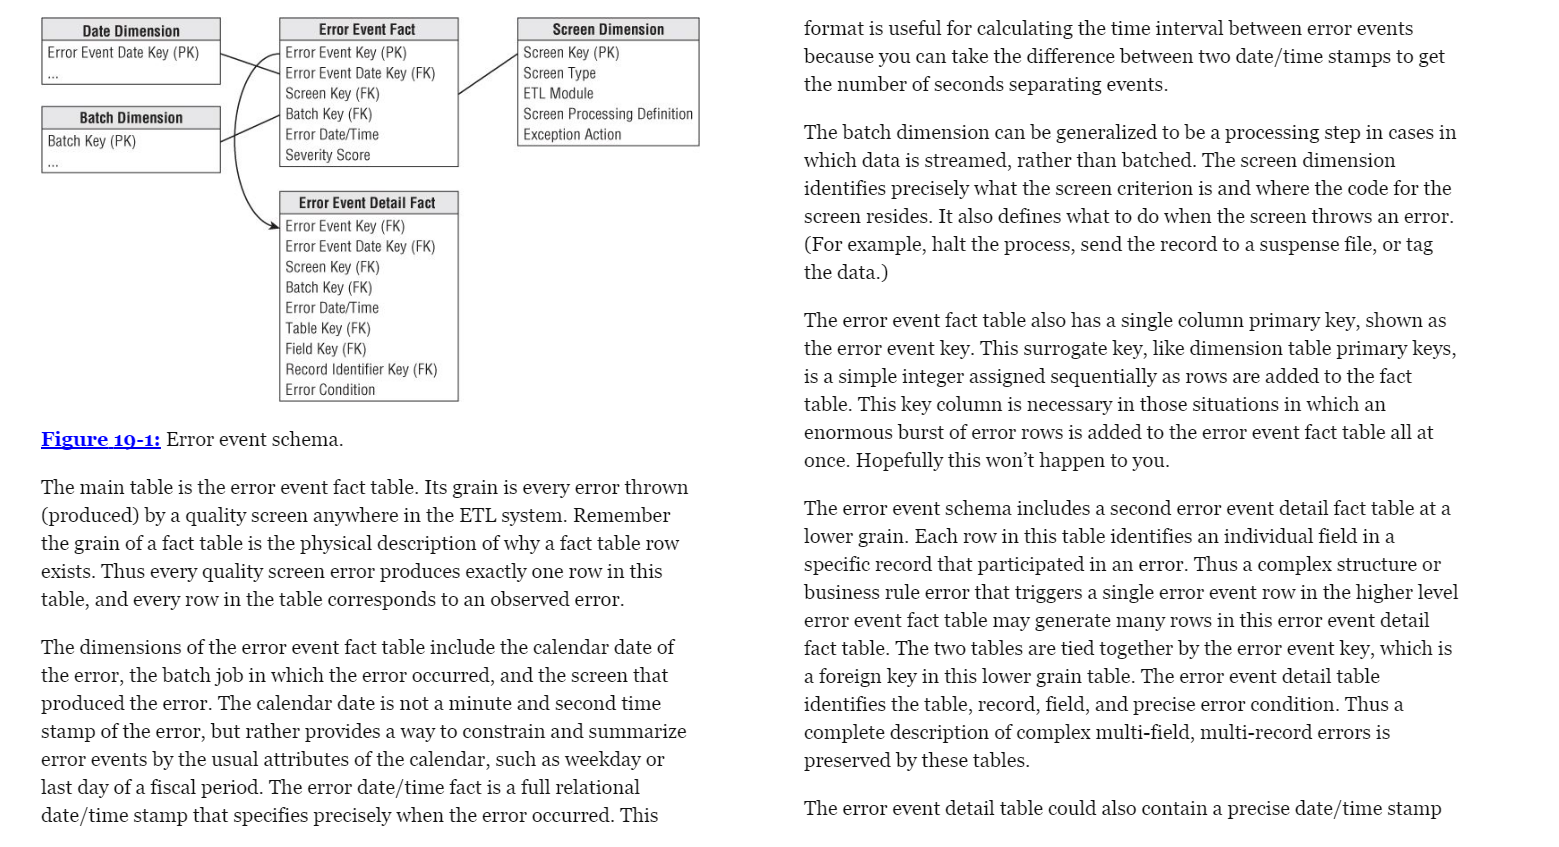 Date Dimension
Error Event Date Key (PK)
...
Batch Dimension
Batch Key (PK)
...
Error Event Fact
Error Event Key (PK)
Error Event Date Key (FK)
Screen Key (FK)
Batch Key (FK)
Error Date/Time
Severity Score
Screen Dimension
Screen Key (PK)
Screen Type
ETL Module
Screen Processing Definition
Exception Action
Error Event Detail Fact
Error Event Key (FK)
Error Event Date Key (FK)
Screen Key (FK)
Batch Key (FK)
Error Date/Time
Table Key (FK)
Field Key (FK)
Record Identifier Key (FK)
Error Condition
Figure 19-1: Error event schema.
The main table is the error event fact table. Its grain is every error thrown
(produced) by a quality screen anywhere in the ETL system. Remember
the grain of a fact table is the physical description of why a fact table row
exists. Thus every quality screen error produces exactly one row in this
table, and every row in the table corresponds to an observed error.
The dimensions of the error event fact table include the calendar date of
the error, the batch job in which the error occurred, and the screen that
produced the error. The calendar date is not a minute and second time
stamp of the error, but rather provides a way to constrain and summarize
error events by the usual attributes of the calendar, such as weekday or
last day of a fiscal period. The error date/time fact is a full relational
date/time stamp that specifies precisely when the error occurred. This
format is useful for calculating the time interval between error events
because you can take the difference between two date/time stamps to get
the number of seconds separating events.
The batch dimension can be generalized to be a processing step in cases in
which data is streamed, rather than batched. The screen dimension
identifies precisely what the screen criterion is and where the code for the
screen resides. It also defines what to do when the screen throws an error.
(For example, halt the process, send the record to a suspense file, or tag
the data.)
The error event fact table also has a single column primary key, shown as
the error event key. This surrogate key, like dimension table primary keys,
is a simple integer assigned sequentially as rows are added to the fact
table. This key column is necessary in those situations in which an
enormous burst of error rows is added to the error event fact table all at
once. Hopefully this won’t happen to you.
The error event schema includes a second error event detail fact table at a
lower grain. Each row in this table identifies an individual field in a
specific record that participated in an error. Thus a complex structure or
business rule error that triggers a single error event row in the higher level
error event fact table may generate many rows in this error event detail
fact table. The two tables are tied together by the error event key, which is
a foreign key in this lower grain table. The error event detail table
identifies the table, record, field, and precise error condition. Thus a
complete description of complex multi-field, multi-record errors is
preserved by these tables.
The error event detail table could also contain a precise date/time stamp